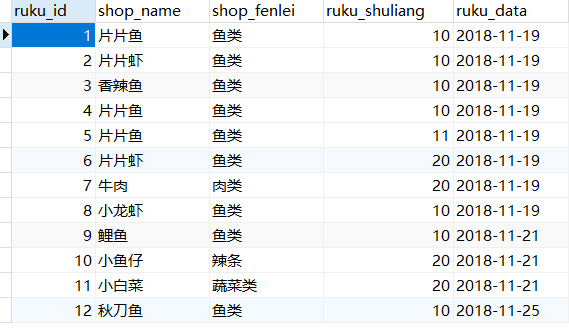 ruku_id shop_name shop_fenlei ruku_shuliang ruku_data
1 片片鱼 鱼类 10 2018-11-19
2 片片虾 鱼类 10 2018-11-19
3 香辣鱼 鱼类 10 2018-11-19
4 片片鱼 鱼类 10 2018-11-19
5 片片鱼 鱼类 11 2018-11-19
6 片片虾 鱼类 20 2018-11-19
7 牛肉 肉类 20 2018-11-19
8 小龙虾 鱼类 10 2018-11-19
9 鲤鱼 鱼类 10 2018-11-21
10 小鱼仔 辣条 20 2018-11-21
11 小白菜 蔬菜类 20 2018-11-21
12 秋刀鱼 鱼类 10 2018-11-25